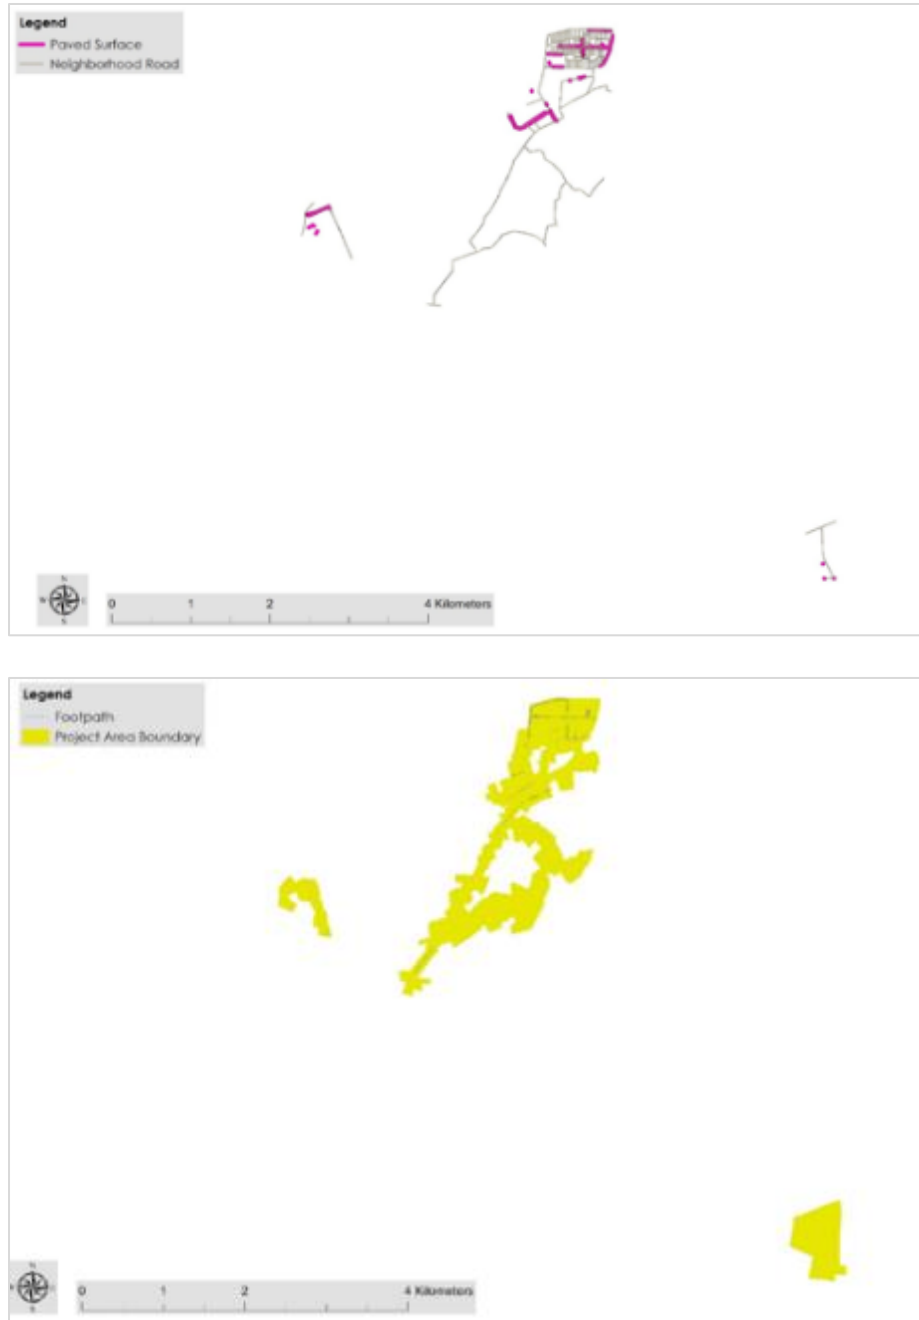 Legend
Paved Surface
Neighborhood Road
N
S
0 1 2 4 Kilometers
Legend
Footpath
Project Area Boundary
N
S
0 1 2 4 Kilometers